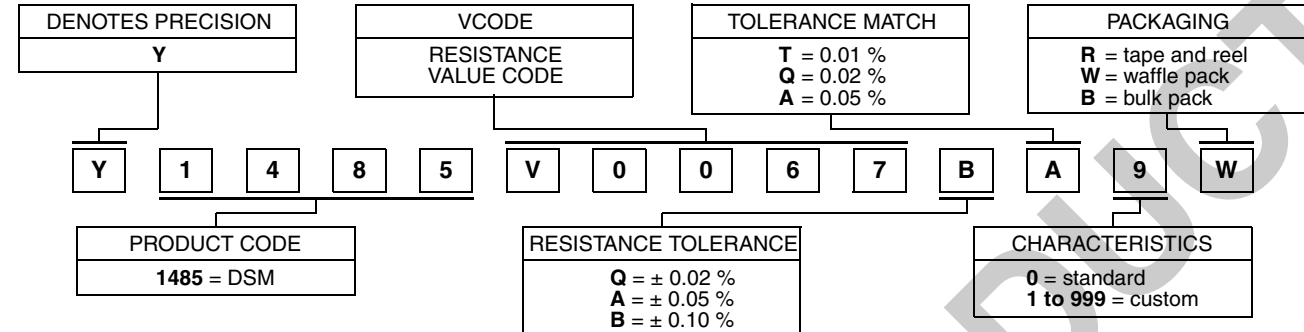 DENOTES PRECISION
Y
VCODE
RESISTANCE
VALUE CODE
TOLERANCE MATCH
T = 0.01 %
Q = 0.02 %
A = 0.05 %
PACKAGING
R = tape and reel
W = waffle pack
B = bulk pack
Y 1 4 8 5 V 0 0 6 7 B A 9 W
PRODUCT CODE
1485 = DSM
RESISTANCE TOLERANCE
Q = ± 0.02 %
A = ± 0.05 %
B = ± 0.10 %
CHARACTERISTICS
0 = standard
1 to 999 = custom
DUCT